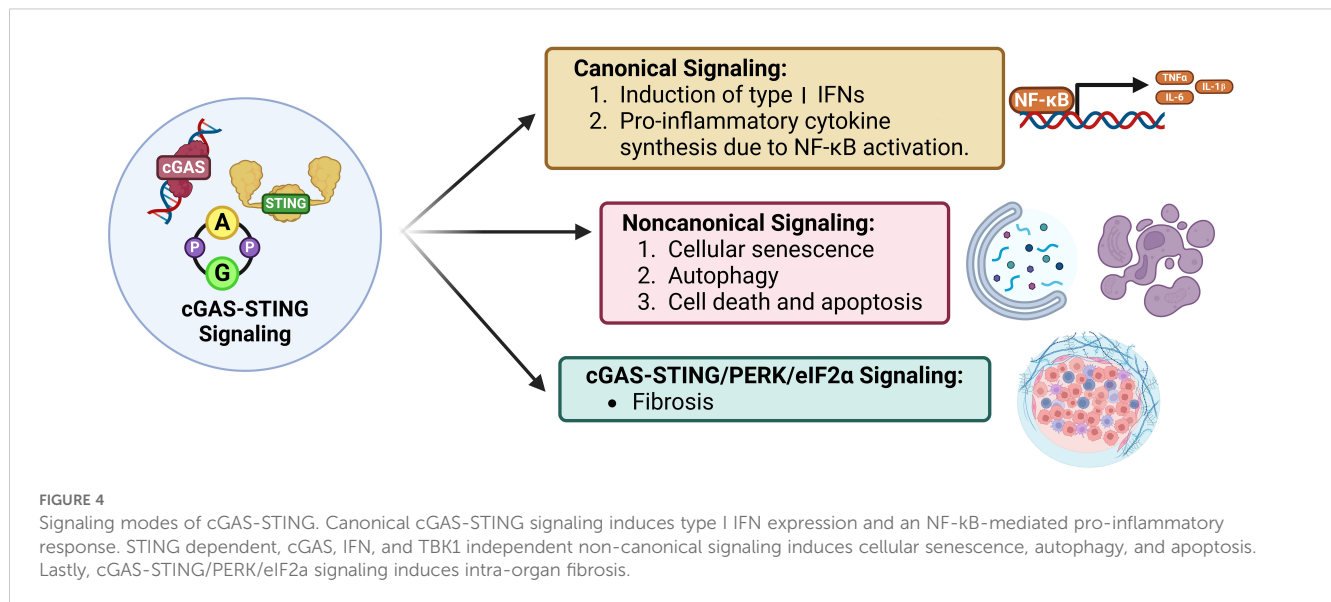 cGAS
STING
A
P
P
G
cGAS-STING
Signaling
Canonical Signaling:
1. Induction of type I IFNs
2. Pro-inflammatory cytokine
synthesis due to NF-κB activation.
NF-κB
TNFα
IL-1β
IL-6
Noncanonical Signaling:
1. Cellular senescence
2. Autophagy
3. Cell death and apoptosis
cGAS-STING/PERK/eIF2α Signaling:
• Fibrosis
FIGURE 4
Signaling modes of cGAS-STING. Canonical cGAS-STING signaling induces type I IFN expression and an NF-kB-mediated pro-inflammatory
response. STING dependent, cGAS, IFN, and TBK1 independent non-canonical signaling induces cellular senescence, autophagy, and apoptosis.
Lastly, cGAS-STING/PERK/eIF2a signaling induces intra-organ fibrosis.